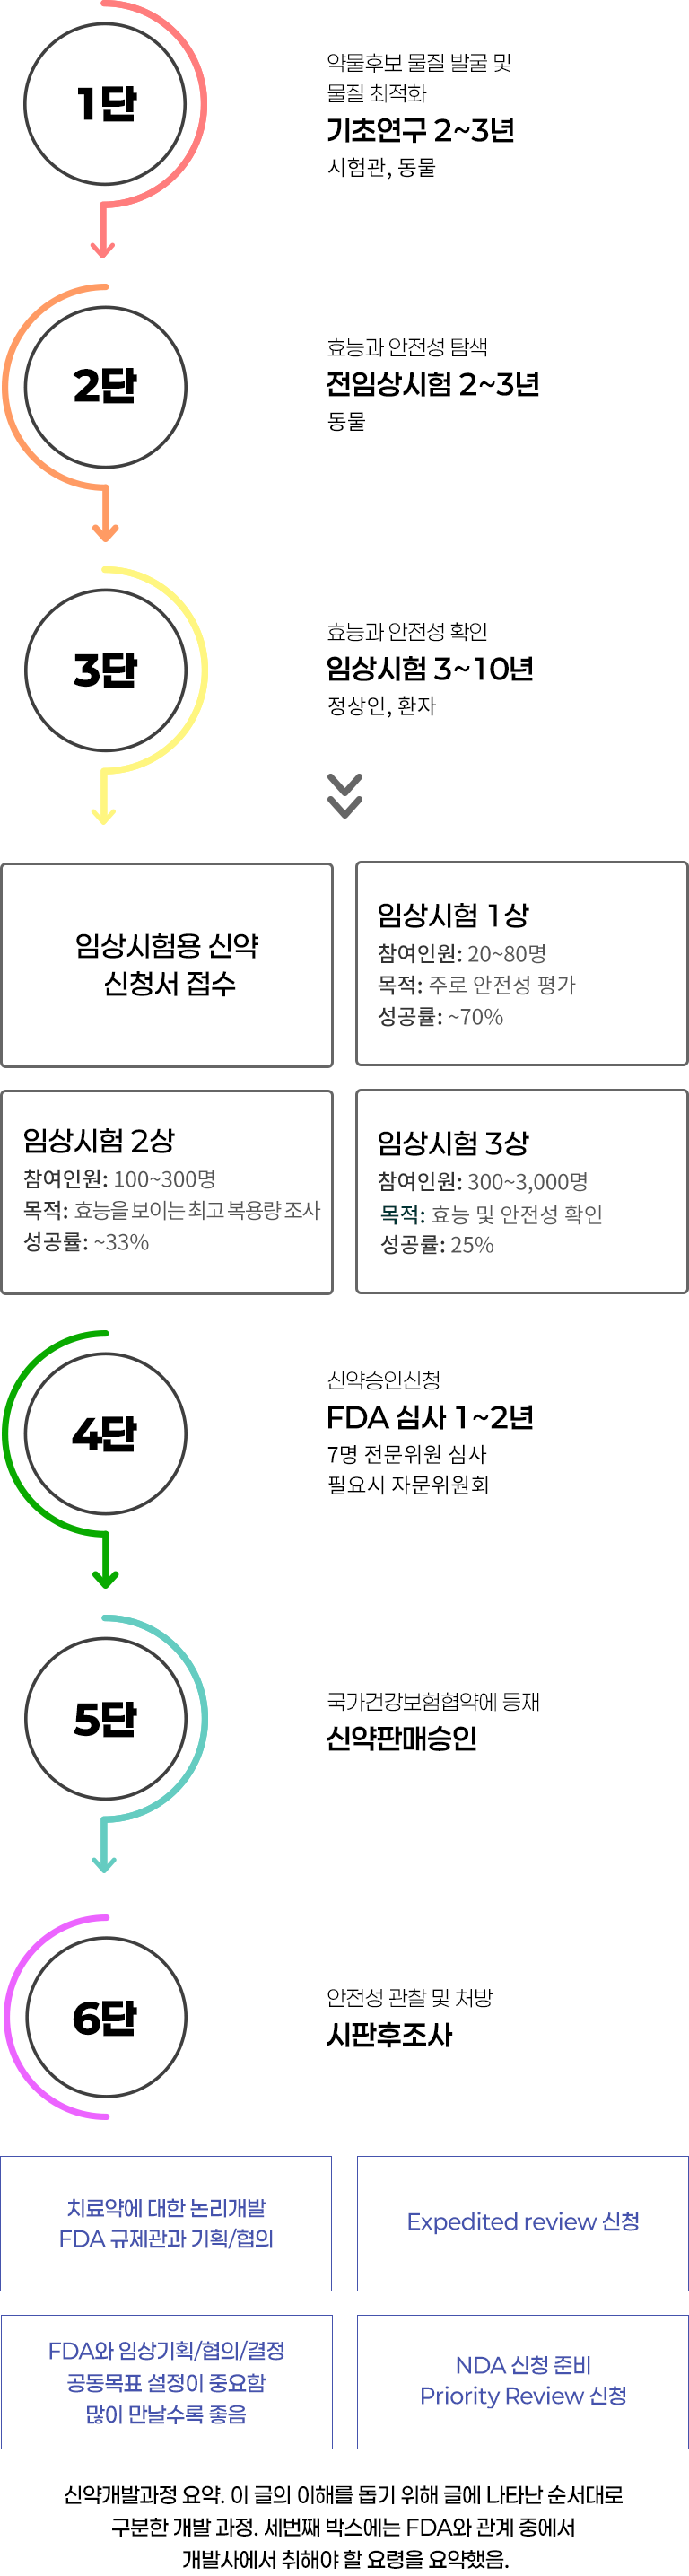 1단
약물후보 물질 발굴 및
물질 최적화
기초연구 2~3년
시험관, 동물
2단
효능과 안전성 탐색
전임상시험 2~3년
동물
3단
효능과 안전성 확인
임상시험 3~10년
정상인, 환자
임상시험용 신약
신청서 접수
임상시험 1상
참여인원: 20~80명
목적: 주로 안전성 평가
성공률: ~70%
임상시험 2상
참여인원: 100~300명
목적: 효능을 보이는 최고 복용량 조사
성공률: ~33%
임상시험 3상
참여인원: 300~3,000명
목적: 효능 및 안전성 확인
성공률: 25%
4단
신약승인신청
FDA 심사 1~2년
7명 전문위원 심사
필요시 자문위원회
5단
국가건강보험협약에 등재
신약판매승인
6단
안전성 관찰 및 처방
시판후조사
치료약에 대한 논리개발
FDA 규제관과 기획/협의
Expedited review 신청
FDA와 임상기획/협의/결정
공동목표 설정이 중요함
많이 만날수록 좋음
NDA 신청 준비
Priority Review 신청
신약개발과정 요약. 이 글의 이해를 돕기 위해 글에 나타난 순서대로
구분한 개발 과정. 세번째 박스에는 FDA와 관계 중에서
개발사에서 취해야 할 요령을 요약했음.